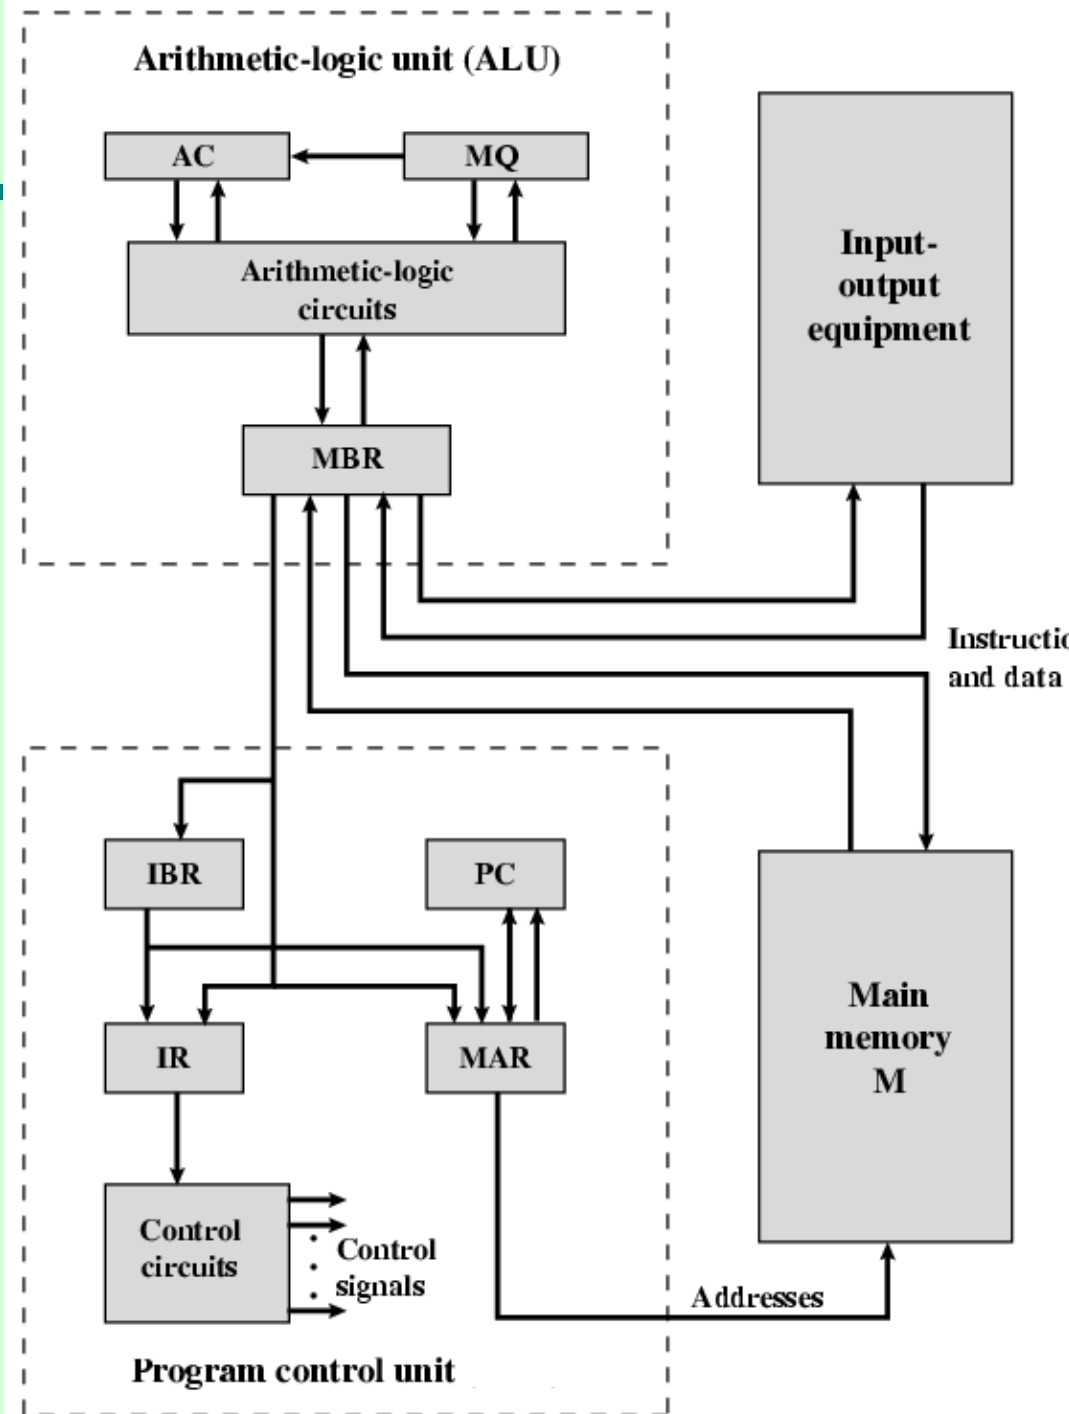 Arithmetic-logic unit (ALU)
AC
MQ
Arithmetic-logic
circuits
Input-
output
equipment
MBR
Instructio
and data
IBR
PC
IR
MAR
Main
memory
M
Control
circuits
Control
signals
Addresses
Program control unit